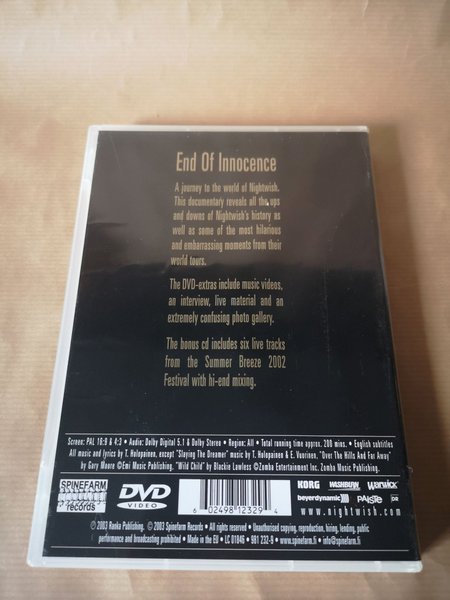 End Of Innocence
A journey to the world of Nightwish.
This documentary reveals all the ups
and downs of Nightwish's history as
well as some of the most hilarious
and embarrassing moments from their
world tours.
The DVD-extras include music videos,
an interview, live material and an
extremely confusing photo gallery.
The bonus cd includes six live tracks
from the Summer Breeze 2002
Festival with hi-end mixing.
Screen: PAL 16:9 & 4:3 • Audio: Dolby Digital 5.1 & Dolby Stereo • Region: All • Total running time approx. 200 mins. • English subtitles
All music and lyrics by T. Holopainen, except "Slaying The Dreamer" music by T. Holopainen & E. Vuorinen, "Over The Hills And Far Away"
by Gary Moore ©Emi Music Publishing. "Wild Child" by Blackie Lawless ©Zomba Entertainment Inc. Zomba Music Publishing.
SPINEFARM
records
DVD
VIDEO
6 02498 12329 4
KORG WASHBURN Warwick
beyerdynamic PAISTE
www.nightwish.com
℗ 2003 Ranka Publishing. © 2003 Spinefarm Records • All rights reserved • Unauthorised copying, reproduction, hiring, lending, public
performance and broadcasting prohibited • Made in the EU • LC 01846 • 981 232-9 • www.spinefarm.fi • info@spinefarm.fi